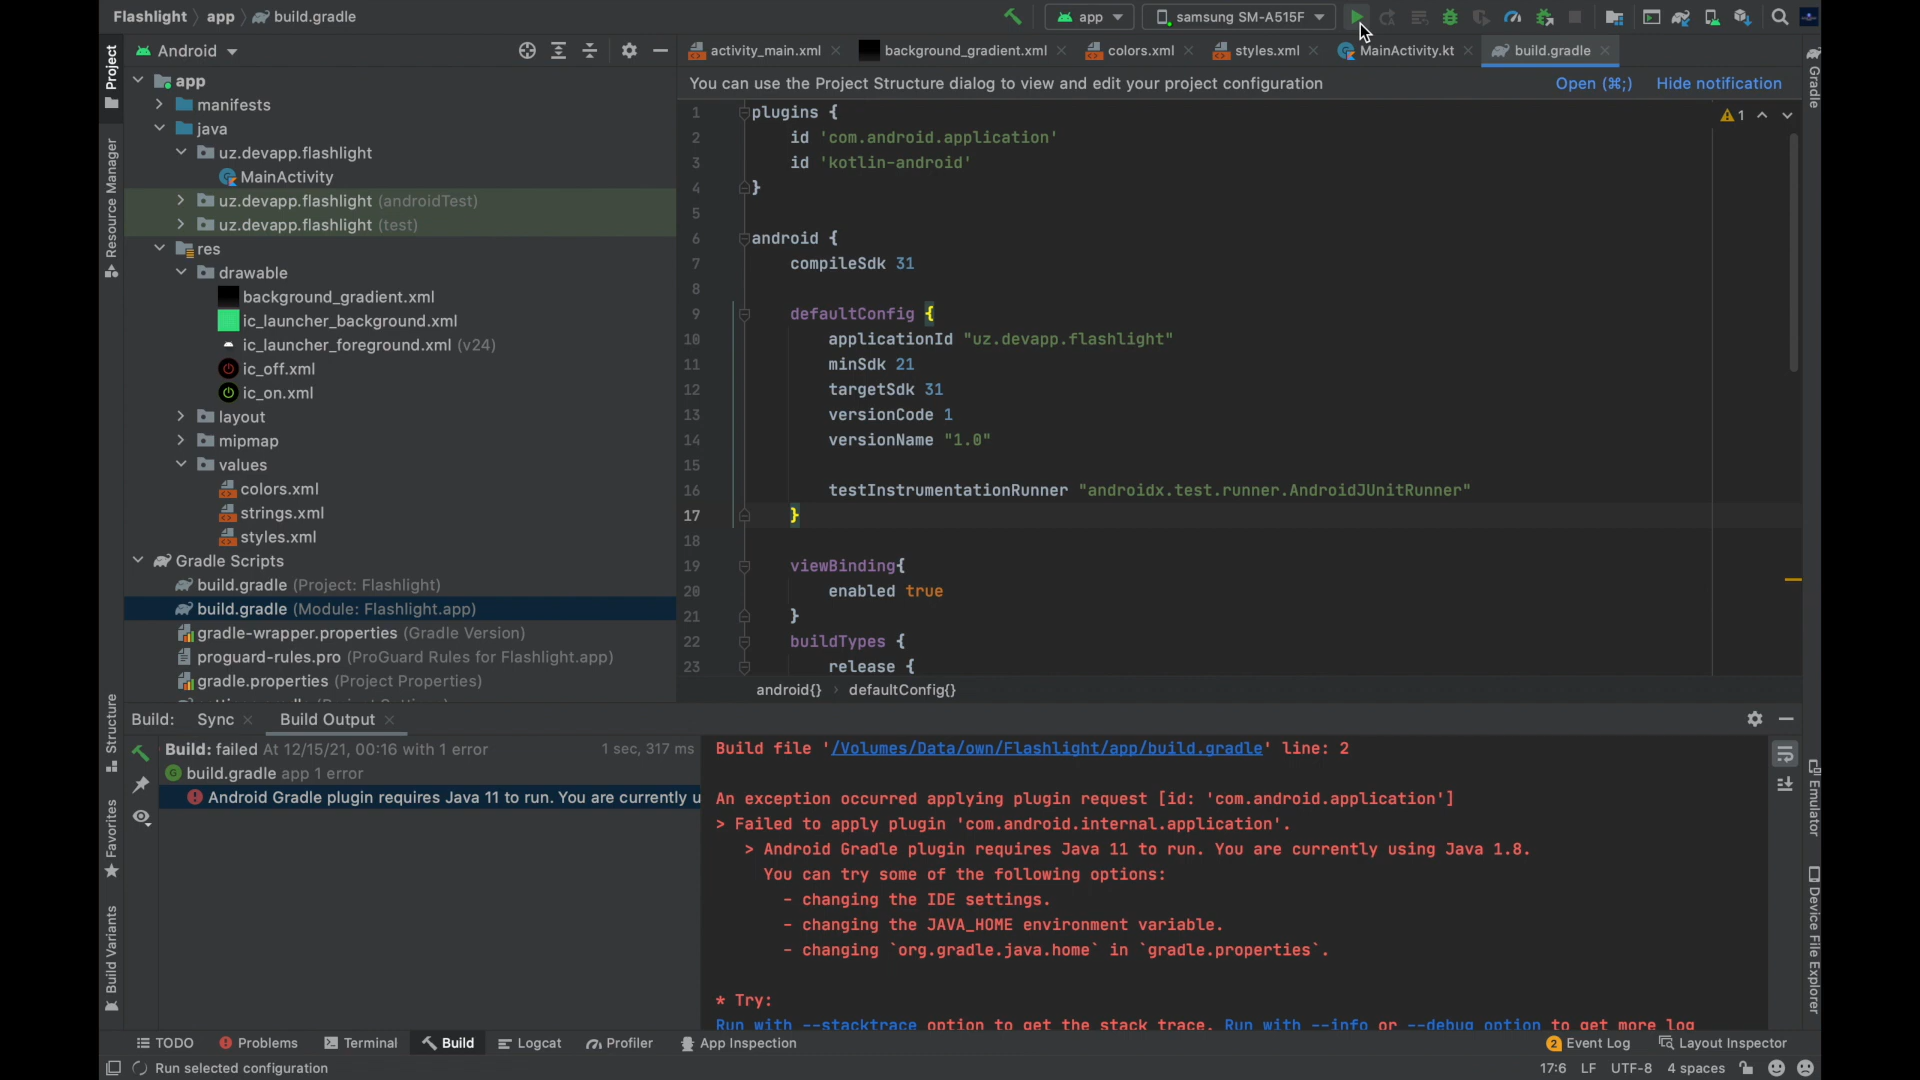 Flashlight app build.gradle
app samsung SM-A515F
Android
activity_main.xml background_gradient.xml colors.xml styles.xml MainActivity.kt build.gradle
You can use the Project Structure dialog to view and edit your project configuration Open (⌘;) Hide notification
Project
Resource Manager
Structure
Favorites
Build Variants
app
manifests
java
uz.devapp.flashlight
MainActivity
uz.devapp.flashlight (androidTest)
uz.devapp.flashlight (test)
res
drawable
background_gradient.xml
ic_launcher_background.xml
ic_launcher_foreground.xml (v24)
ic_off.xml
ic_on.xml
layout
mipmap
values
colors.xml
strings.xml
styles.xml
Gradle Scripts
build.gradle (Project: Flashlight)
build.gradle (Module: Flashlight.app)
gradle-wrapper.properties (Gradle Version)
proguard-rules.pro (ProGuard Rules for Flashlight.app)
gradle.properties (Project Properties)
1 plugins {
2 id 'com.android.application'
3 id 'kotlin-android'
4 }
5
6 android {
7 compileSdk 31
8
9 defaultConfig {
10 applicationId "uz.devapp.flashlight"
11 minSdk 21
12 targetSdk 31
13 versionCode 1
14 versionName "1.0"
15
16 testInstrumentationRunner "androidx.test.runner.AndroidJUnitRunner"
17 }
18
19 viewBinding{
20 enabled true
21 }
22 buildTypes {
23 release {
1
android{} defaultConfig{}
Gradle
Emulator
Device File Explorer
Build: Sync Build Output
Build: failed At 12/15/21, 00:16 with 1 error 1 sec, 317 ms
build.gradle app 1 error
Android Gradle plugin requires Java 11 to run. You are currently u
Build file '/Volumes/Data/own/Flashlight/app/build.gradle' line: 2
An exception occurred applying plugin request [id: 'com.android.application']
> Failed to apply plugin 'com.android.internal.application'.
> Android Gradle plugin requires Java 11 to run. You are currently using Java 1.8.
You can try some of the following options:
- changing the IDE settings.
- changing the JAVA_HOME environment variable.
- changing `org.gradle.java.home` in `gradle.properties`.
* Try:
Run with --stacktrace option to get the stack trace. Run with --info or --debug option to get more log
TODO Problems Terminal Build Logcat Profiler App Inspection 2 Event Log Layout Inspector
Run selected configuration 17:6 LF UTF-8 4 spaces